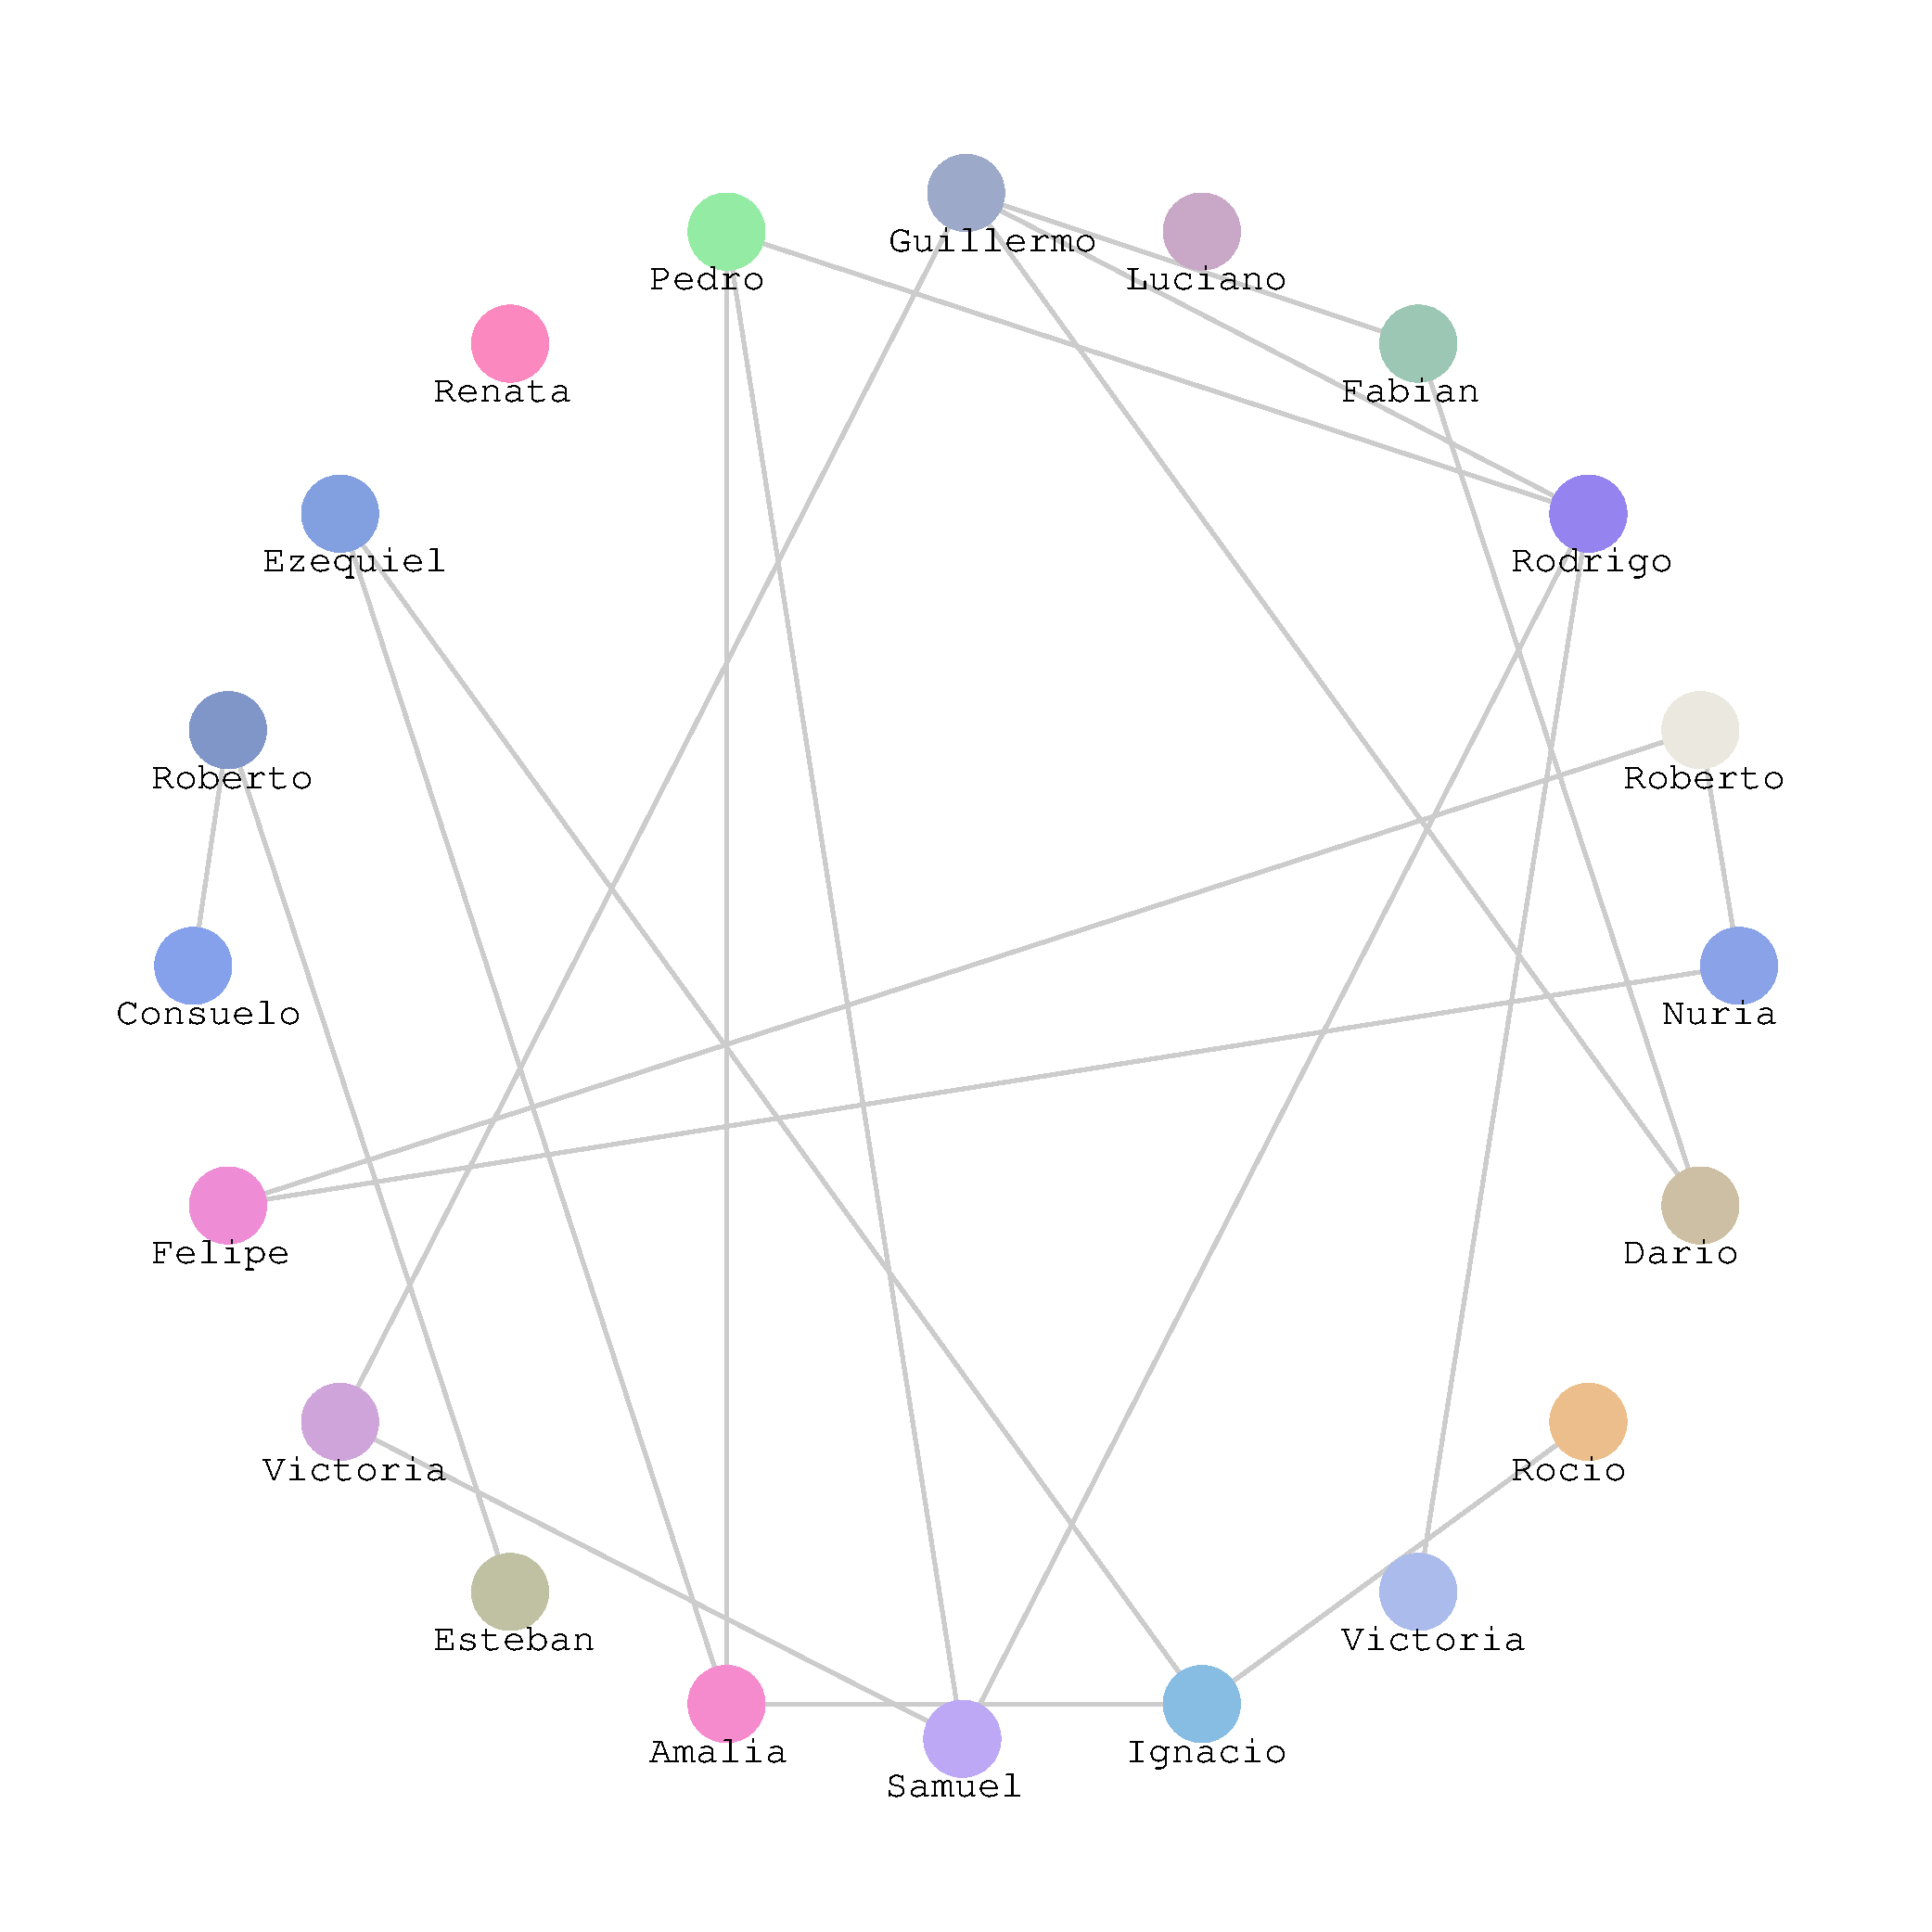 Guillermo
Pedro
Luciano
Renata
Fabian
Ezequiel
Rodrigo
Roberto
Roberto
Consuelo
Nuria
Felipe
Dario
Victoria
Rocio
Esteban
Victoria
Amalia
Ignacio
Samuel